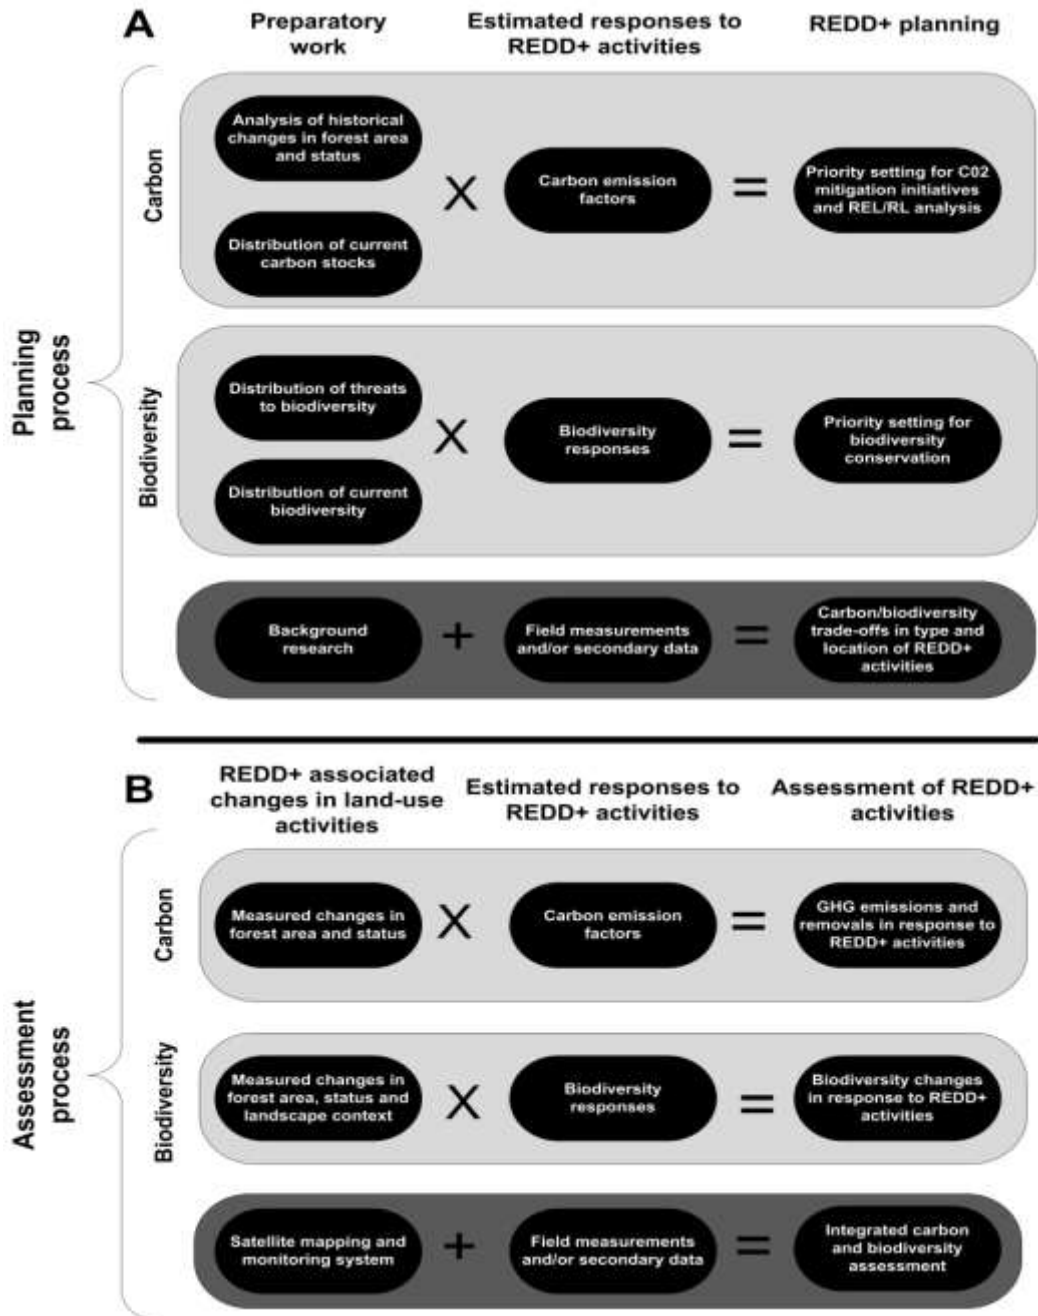 A
Preparatory
work
Estimated responses to
REDD+ activities
REDD+ planning
Planning
process
Carbon
Analysis of historical
changes in forest area
and status
Distribution of current
carbon stocks
X
Carbon emission
factors
=
Priority setting for C02
mitigation initiatives
and REL/RL analysis
Biodiversity
Distribution of threats
to biodiversity
Distribution of current
biodiversity
X
Biodiversity
responses
=
Priority setting for
biodiversity
conservation
Background
research
+
Field measurements
and/or secondary data
=
Carbon/biodiversity
trade-offs in type and
location of REDD+
activities
B
REDD+ associated
changes in land-use
activities
Estimated responses to
REDD+ activities
Assessment of REDD+
activities
Assessment
process
Carbon
Measured changes in
forest area and status
X
Carbon emission
factors
=
GHG emissions and
removals in response to
REDD+ activities
Biodiversity
Measured changes in
forest area, status and
landscape context
X
Biodiversity
responses
=
Biodiversity changes
in response to REDD+
activities
Satellite mapping and
monitoring system
+
Field measurements
and/or secondary data
=
Integrated carbon
and biodiversity
assessment